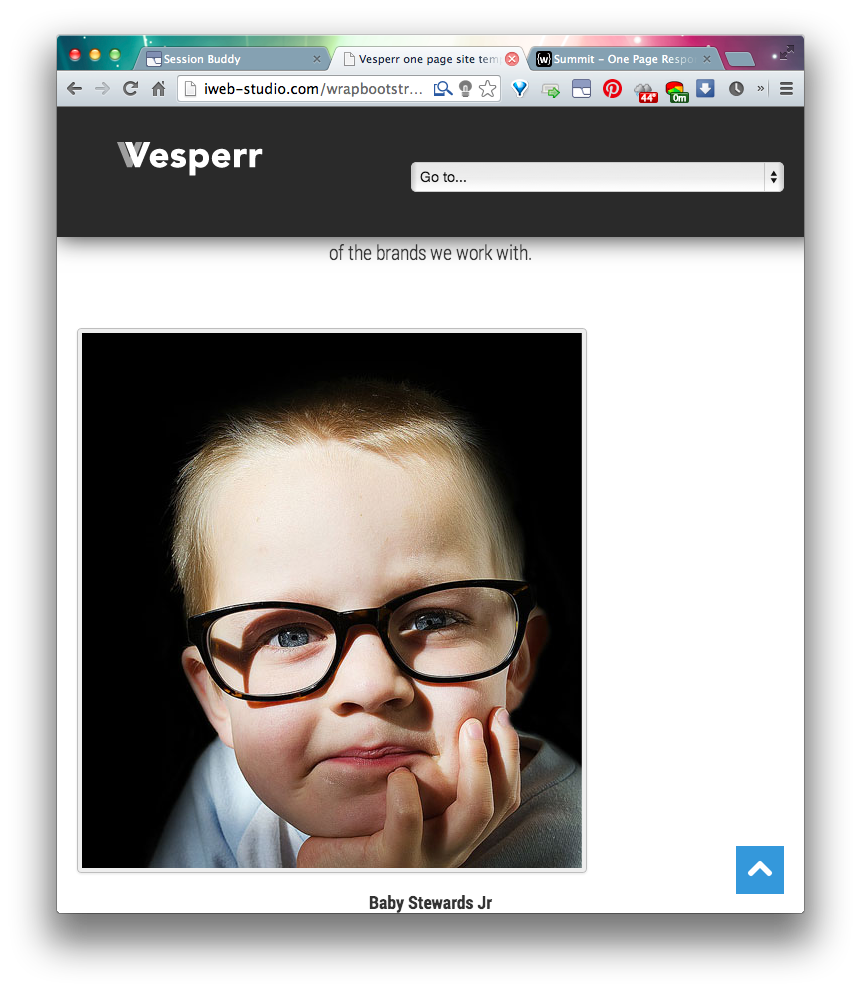 Session Buddy
Vesperr one page site tem
Summit – One Page Respo
iweb-studio.com/wrapbootstr...
44°
0m
»
Vesperr
Go to...
of the brands we work with.
Baby Stewards Jr